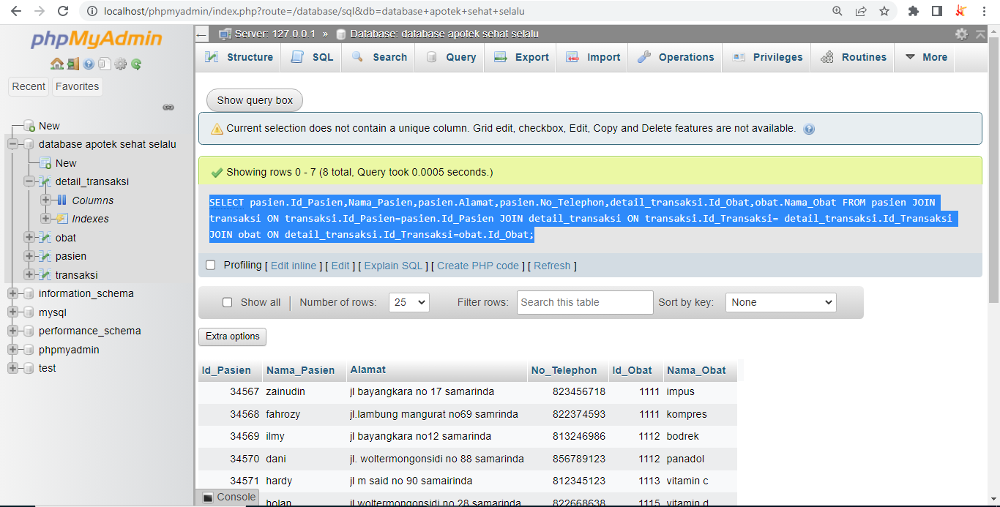 localhost/phpmyadmin/index.php?route=/database/sql&db=database+apotek+sehat+selalu
phpMyAdmin
Recent Favorites
New
database apotek sehat selalu
New
detail_transaksi
Columns
Indexes
obat
pasien
transaksi
information_schema
mysql
performance_schema
phpmyadmin
test
Server: 127.0.0.1 » Database: database apotek sehat selalu
Structure SQL Search Query Export Import Operations Privileges Routines More
Show query box
Current selection does not contain a unique column. Grid edit, checkbox, Edit, Copy and Delete features are not available.
Showing rows 0 - 7 (8 total, Query took 0.0005 seconds.)
SELECT pasien.Id_Pasien,Nama_Pasien,pasien.Alamat,pasien.No_Telephon,detail_transaksi.Id_Obat,obat.Nama_Obat FROM pasien JOIN
transaksi ON transaksi.Id_Pasien=pasien.Id_Pasien JOIN detail_transaksi ON transaksi.Id_Transaksi= detail_transaksi.Id_Transaksi
JOIN obat ON detail_transaksi.Id_Transaksi=obat.Id_Obat;
Profiling [ Edit inline ] [ Edit ] [ Explain SQL ] [ Create PHP code ] [ Refresh ]
Show all Number of rows: 25 Filter rows: Search this table Sort by key: None
Extra options
Id_Pasien Nama_Pasien Alamat No_Telephon Id_Obat Nama_Obat
34567 zainudin jl bayangkara no 17 samarinda 823456718 1111 impus
34568 fahrozy jl.lambung mangurat no69 samrinda 822374593 1111 kompres
34569 ilmy jl bayangkara no12 samarinda 813246986 1112 bodrek
34570 dani jl. woltermongonsidi no 88 samarinda 856789123 1112 panadol
34571 hardy jl m said no 90 samairinda 812345123 1113 vitamin c
holan jl woltermongonsidi no 28 samarinda 822668638 1115 vitamin d
Console